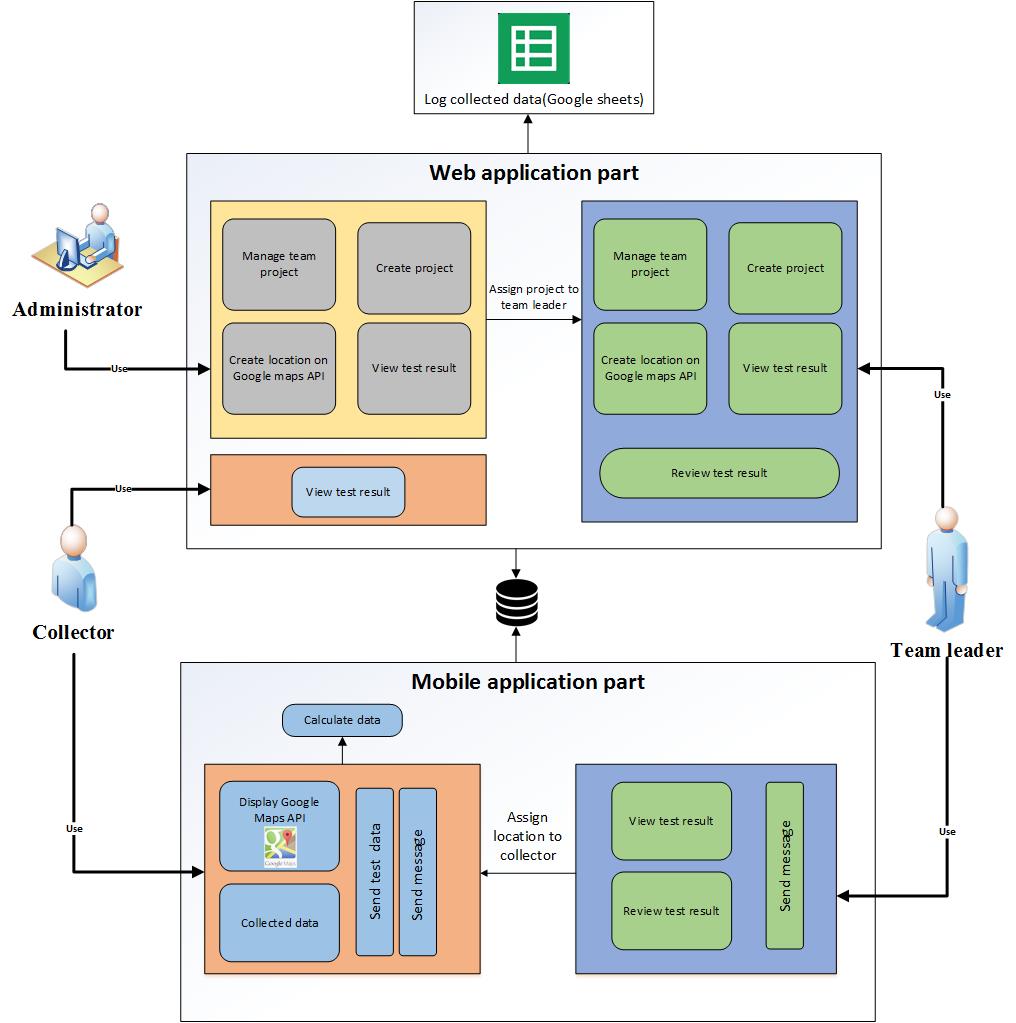 Log collected data(Google sheets)
Web application part
Administrator
Use
Manage team
project
Create project
Create location on
Google maps API
View test result
Assign project to
team leader
Manage team
project
Create project
Create location on
Google maps API
View test result
Review test result
Use
View test result
Use
Collector
Team leader
Mobile application part
Calculate data
Display Google
Maps API
Google Maps
Collected data
Send test data
Send message
Assign
location to
collector
View test result
Review test result
Send message
Use
Use